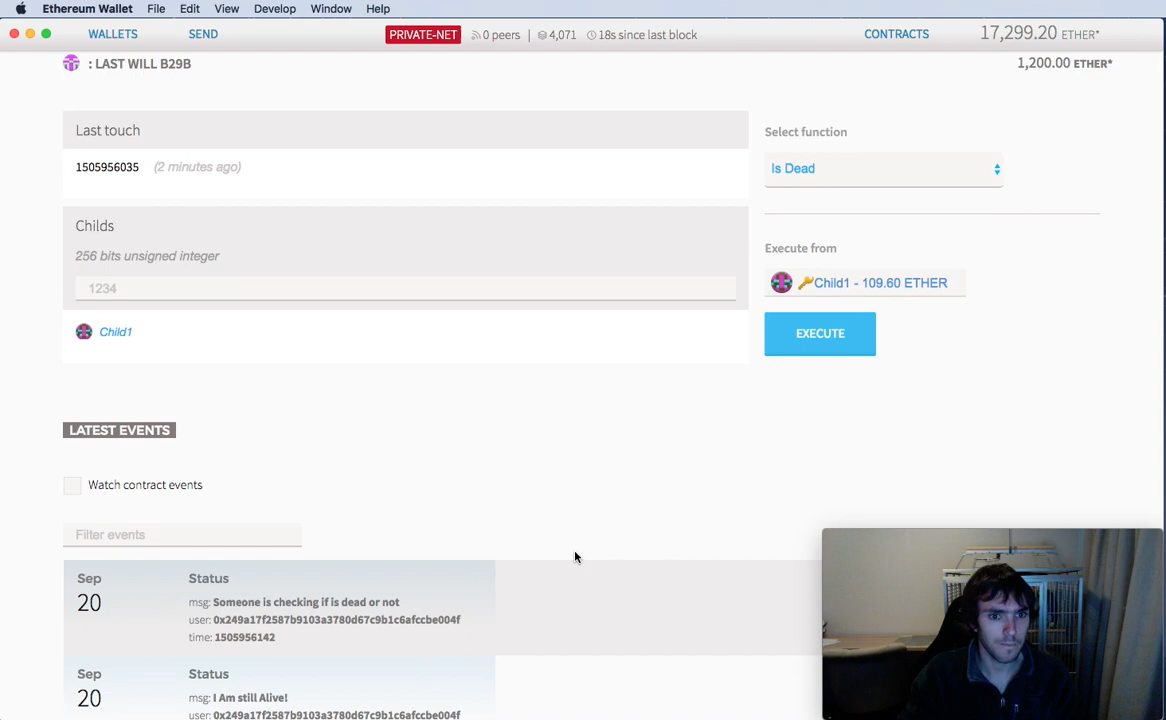 Ethereum Wallet File Edit View Develop Window Help
WALLETS SEND PRIVATE-NET 0 peers | 4,071 18s since last block CONTRACTS 17,299.20 ETHER*
: LAST WILL B29B 1,200.00 ETHER*
Last touch
1505956035 (2 minutes ago)
Childs
256 bits unsigned integer
1234
Child1
Select function
Is Dead
Execute from
Child1 - 109.60 ETHER
EXECUTE
LATEST EVENTS
Watch contract events
Filter events
Sep Status
20 msg: Someone is checking if is dead or not
user: 0x249a17f2587b9103a3780d67c9b1c6afccbe004f
time: 1505956142
Sep Status
20 msg: I Am still Alive!
user: 0x249a17f2587b9103a3780d67c9b1c6afccbe004f